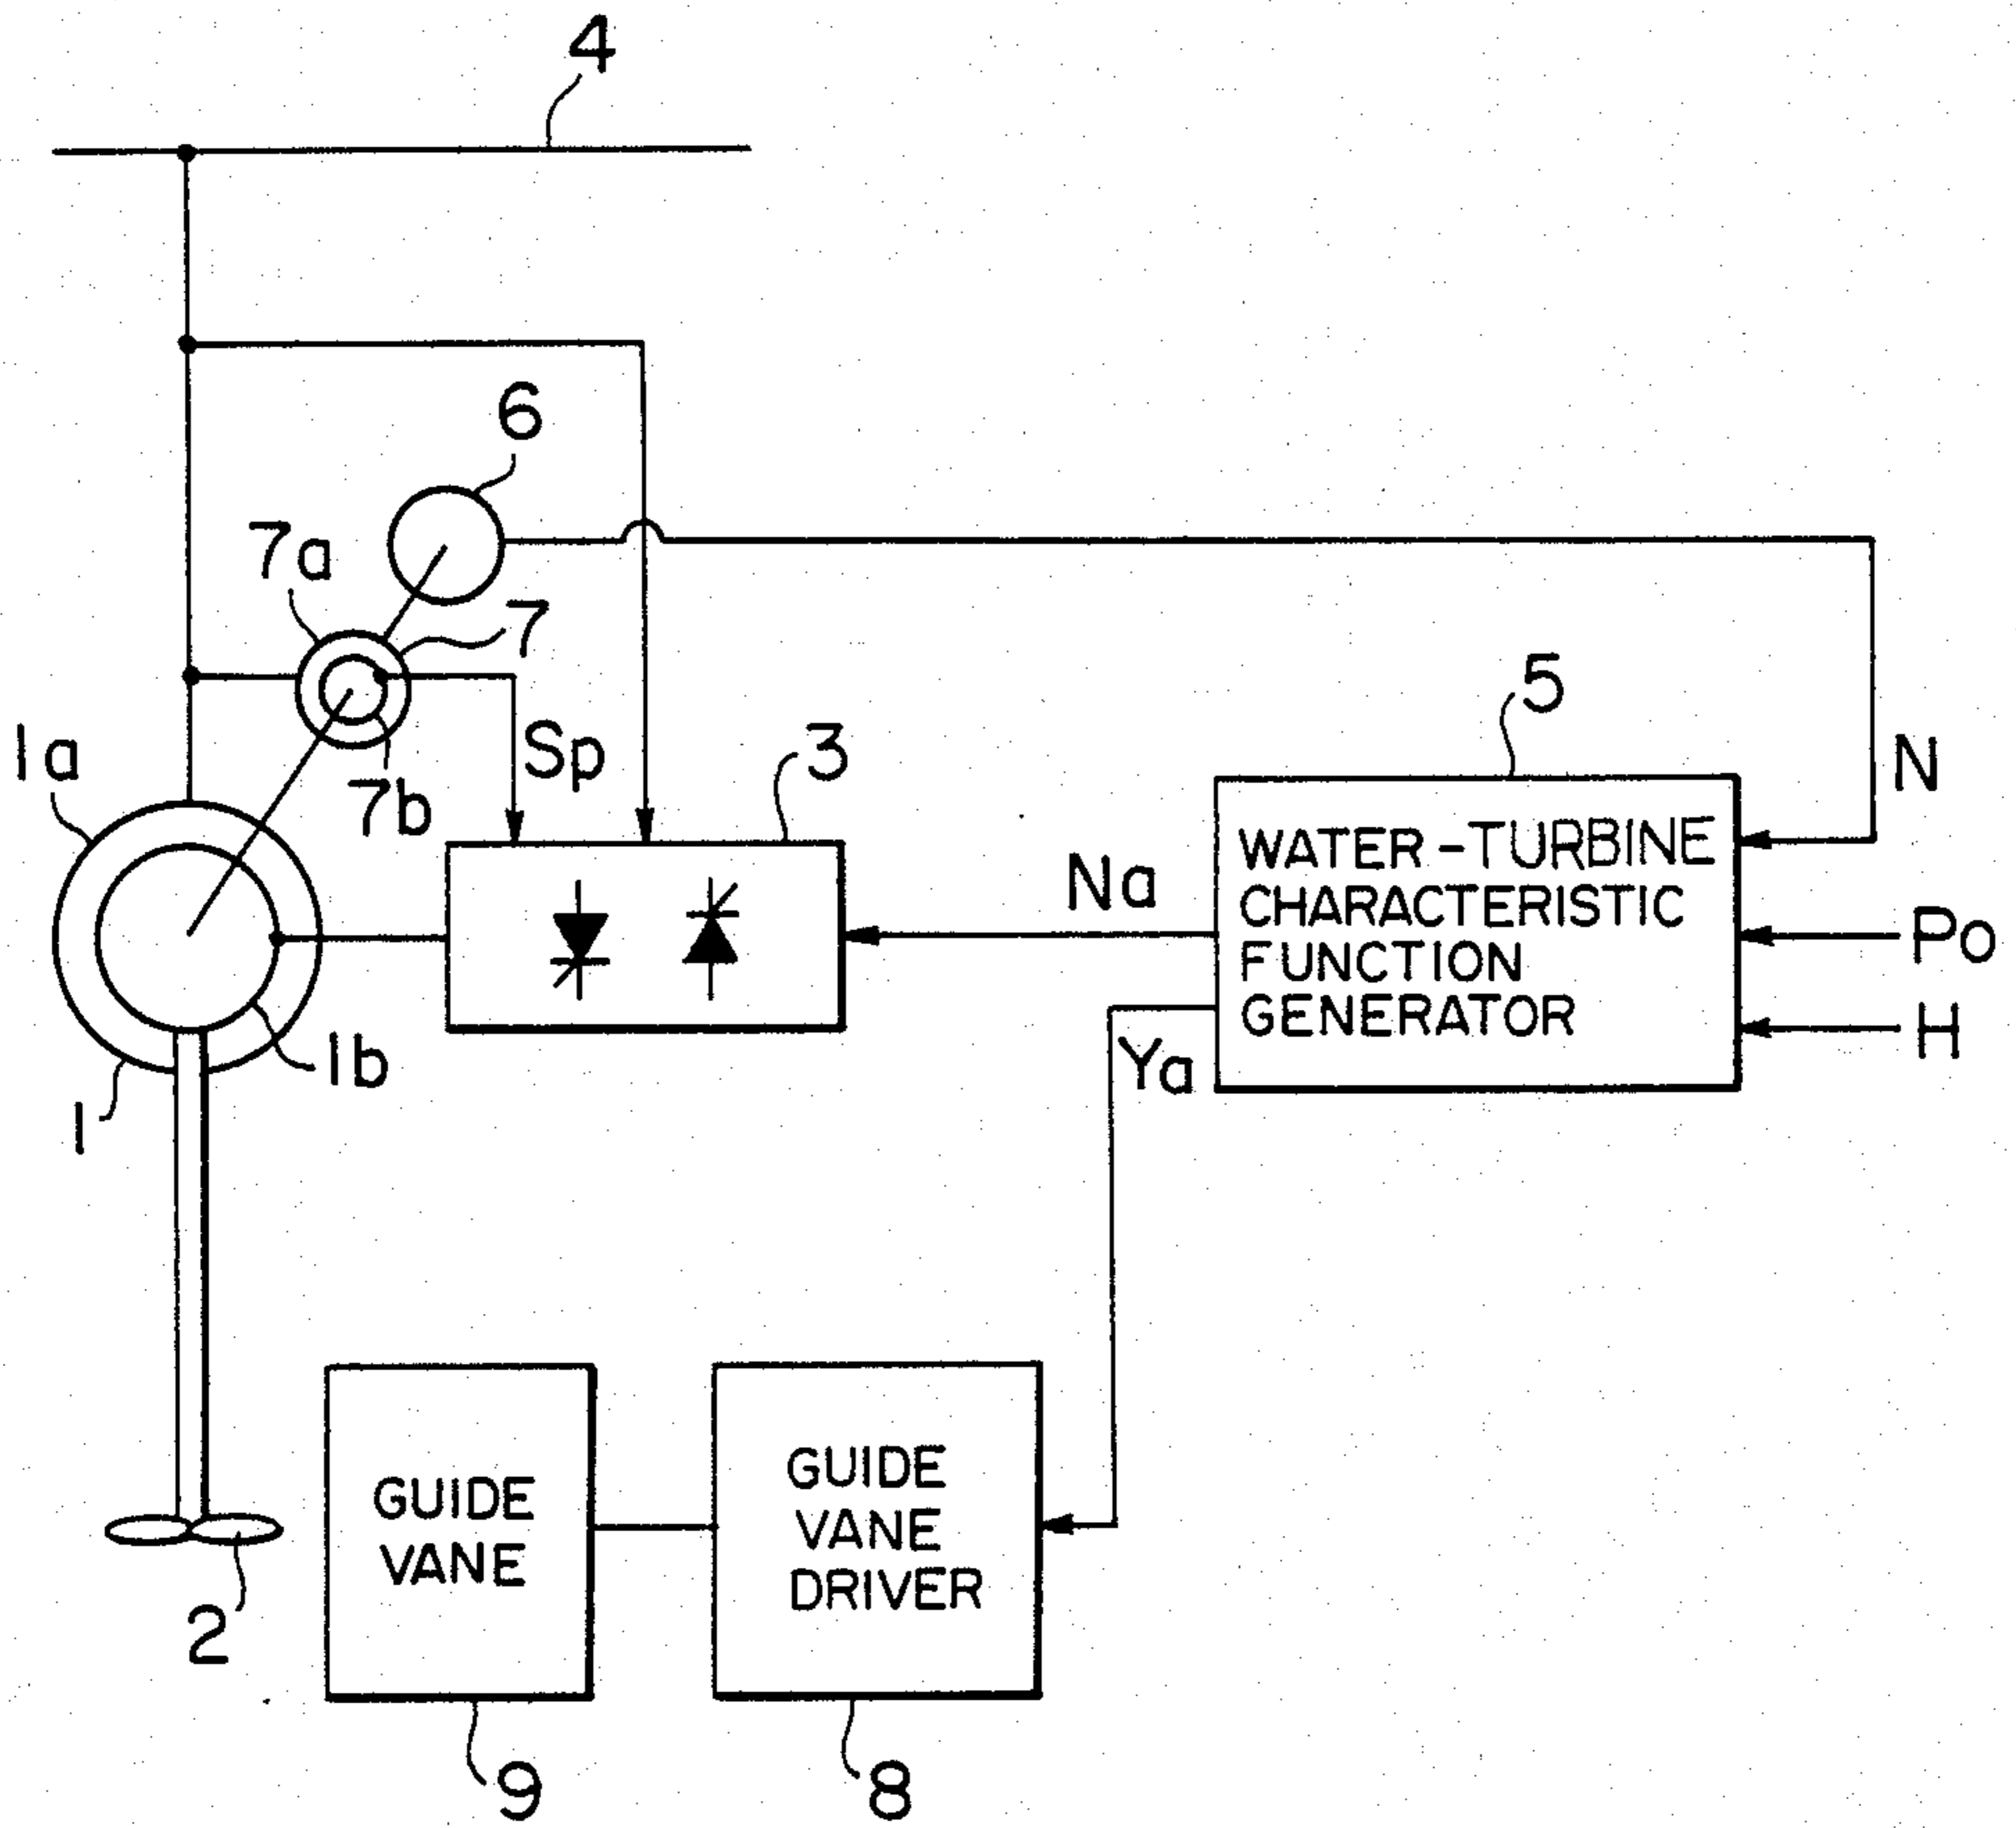 4
6
7a
7
5
1a
Sp
3
N
7b
WATER-TURBINE
CHARACTERISTIC
FUNCTION
GENERATOR
Na
Po
H
1b
Ya
1
GUIDE
VANE
GUIDE
VANE
DRIVER
2
9
8